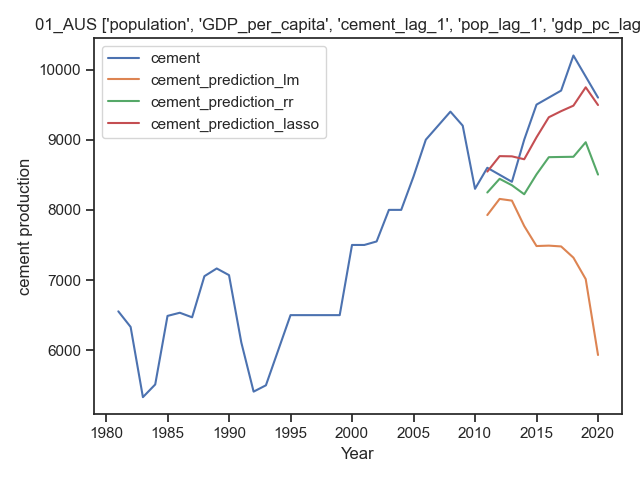 01_AUS ['population', 'GDP_per_capita', 'cement_lag_1', 'pop_lag_1', 'gdp_pc_lag
cement
cement_prediction_lm
cement_prediction_rr
cement_prediction_lasso
cement production
10000
9000
8000
7000
6000
1980 1985 1990 1995 2000 2005 2010 2015 2020
Year